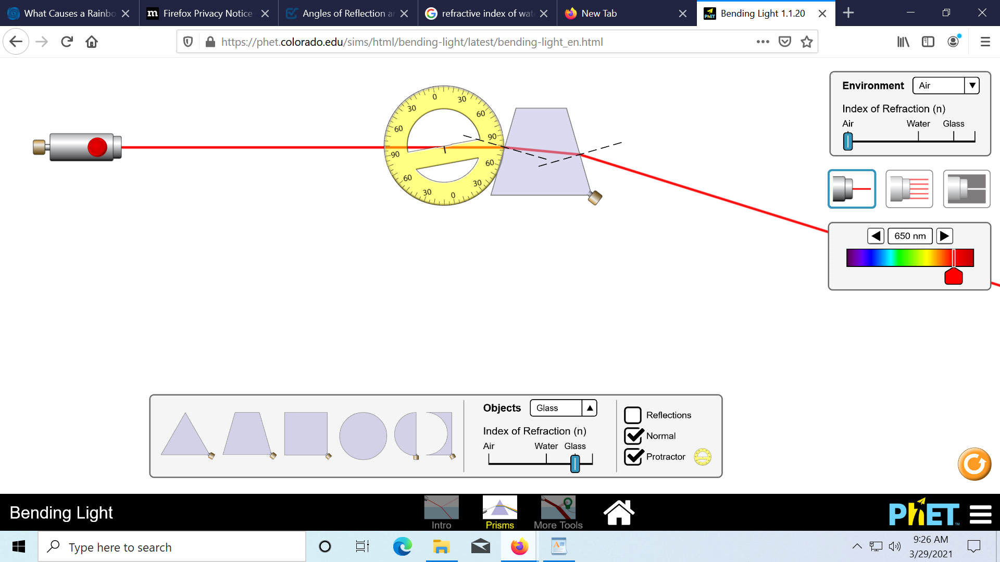 What Causes a Rainbo
Firefox Privacy Notice
Angles of Reflection a
refractive index of wat
New Tab
Bending Light 1.1.20
https://phet.colorado.edu/sims/html/bending-light/latest/bending-light_en.html
Environment Air
Index of Refraction (n)
Air Water Glass
0 30 60 90 60 30 0 30 60 90 60 30
650 nm
Objects Glass
Index of Refraction (n)
Air Water Glass
Reflections
Normal
Protractor
Bending Light
Intro
Prisms
More Tools
PhET
Type here to search
9:26 AM
3/29/2021